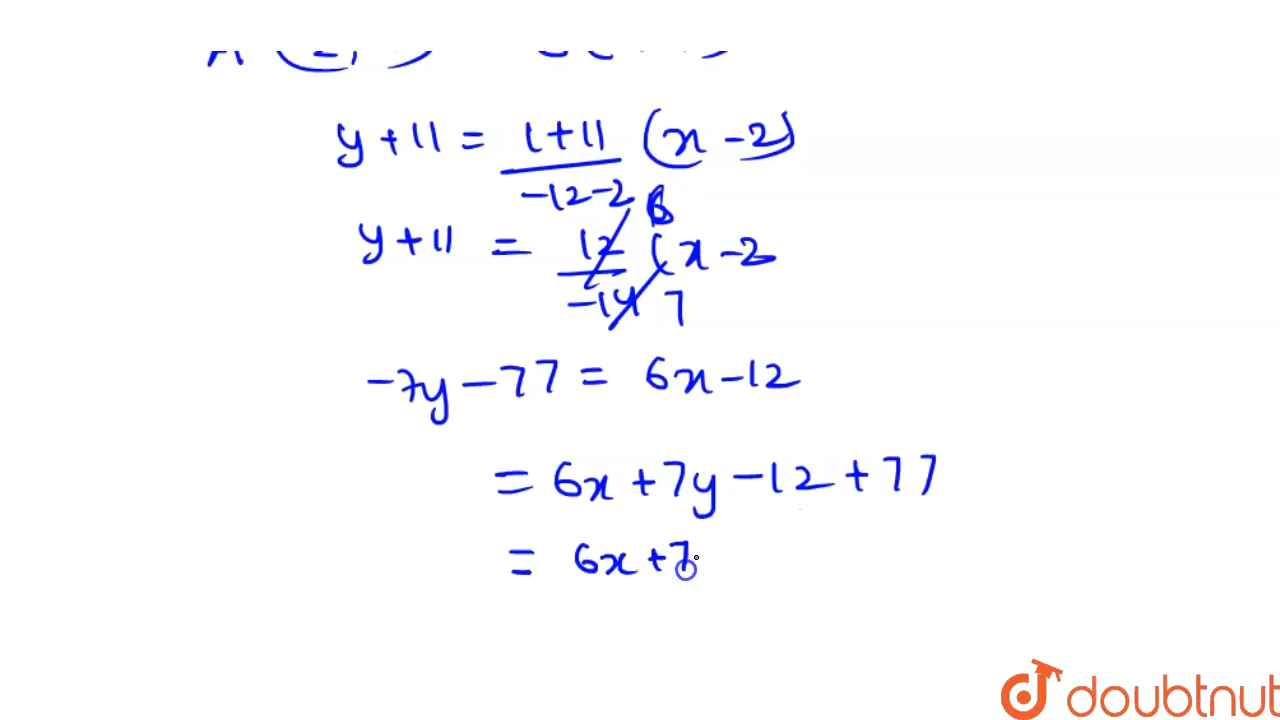 y + 11 = 1 + 11 / -12 - 2 (x - 2)
y + 11 = 12 / -14 6 / 7 (x - 2
-7y - 77 = 6x - 12
= 6x + 7y - 12 + 77
= 6x + 7
doubtnut